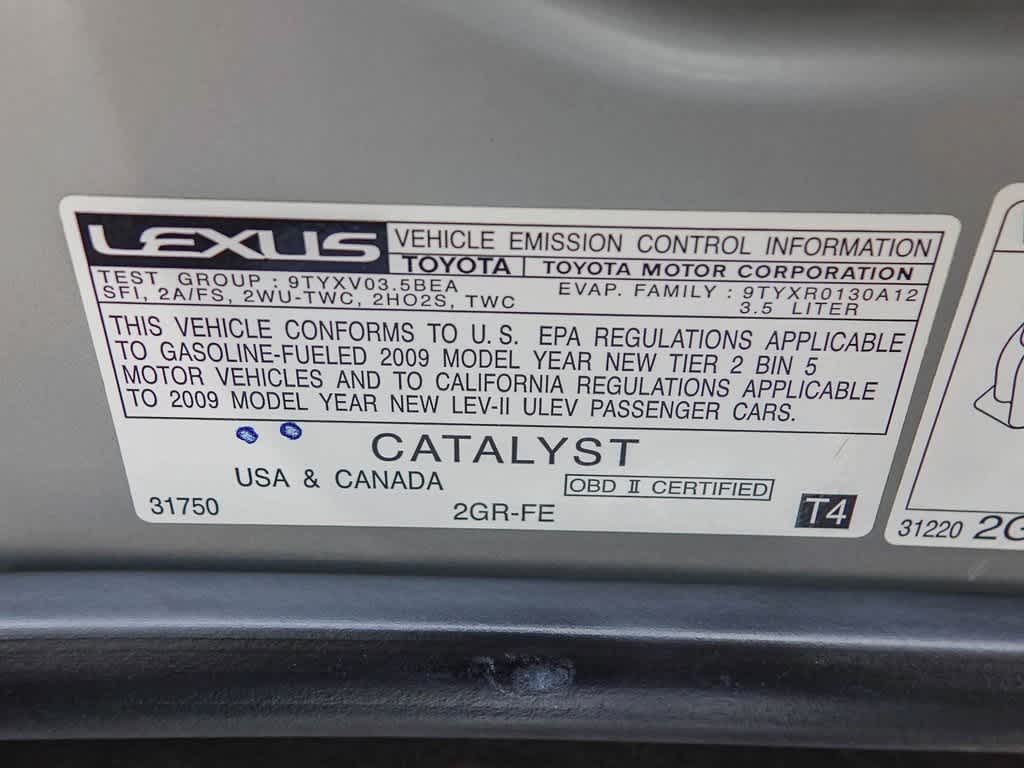 LEXUS VEHICLE EMISSION CONTROL INFORMATION
TOYOTA TOYOTA MOTOR CORPORATION
TEST GROUP : 9TYXV03.5BEA EVAP. FAMILY : 9TYXR0130A12
SFI, 2A/FS, 2WU-TWC, 2HO2S, TWC 3.5 LITER
THIS VEHICLE CONFORMS TO U.S. EPA REGULATIONS APPLICABLE
TO GASOLINE-FUELED 2009 MODEL YEAR NEW TIER 2 BIN 5
MOTOR VEHICLES AND TO CALIFORNIA REGULATIONS APPLICABLE
TO 2009 MODEL YEAR NEW LEV-II ULEV PASSENGER CARS.
CATALYST
USA & CANADA OBD II CERTIFIED
31750 2GR-FE T4
31220